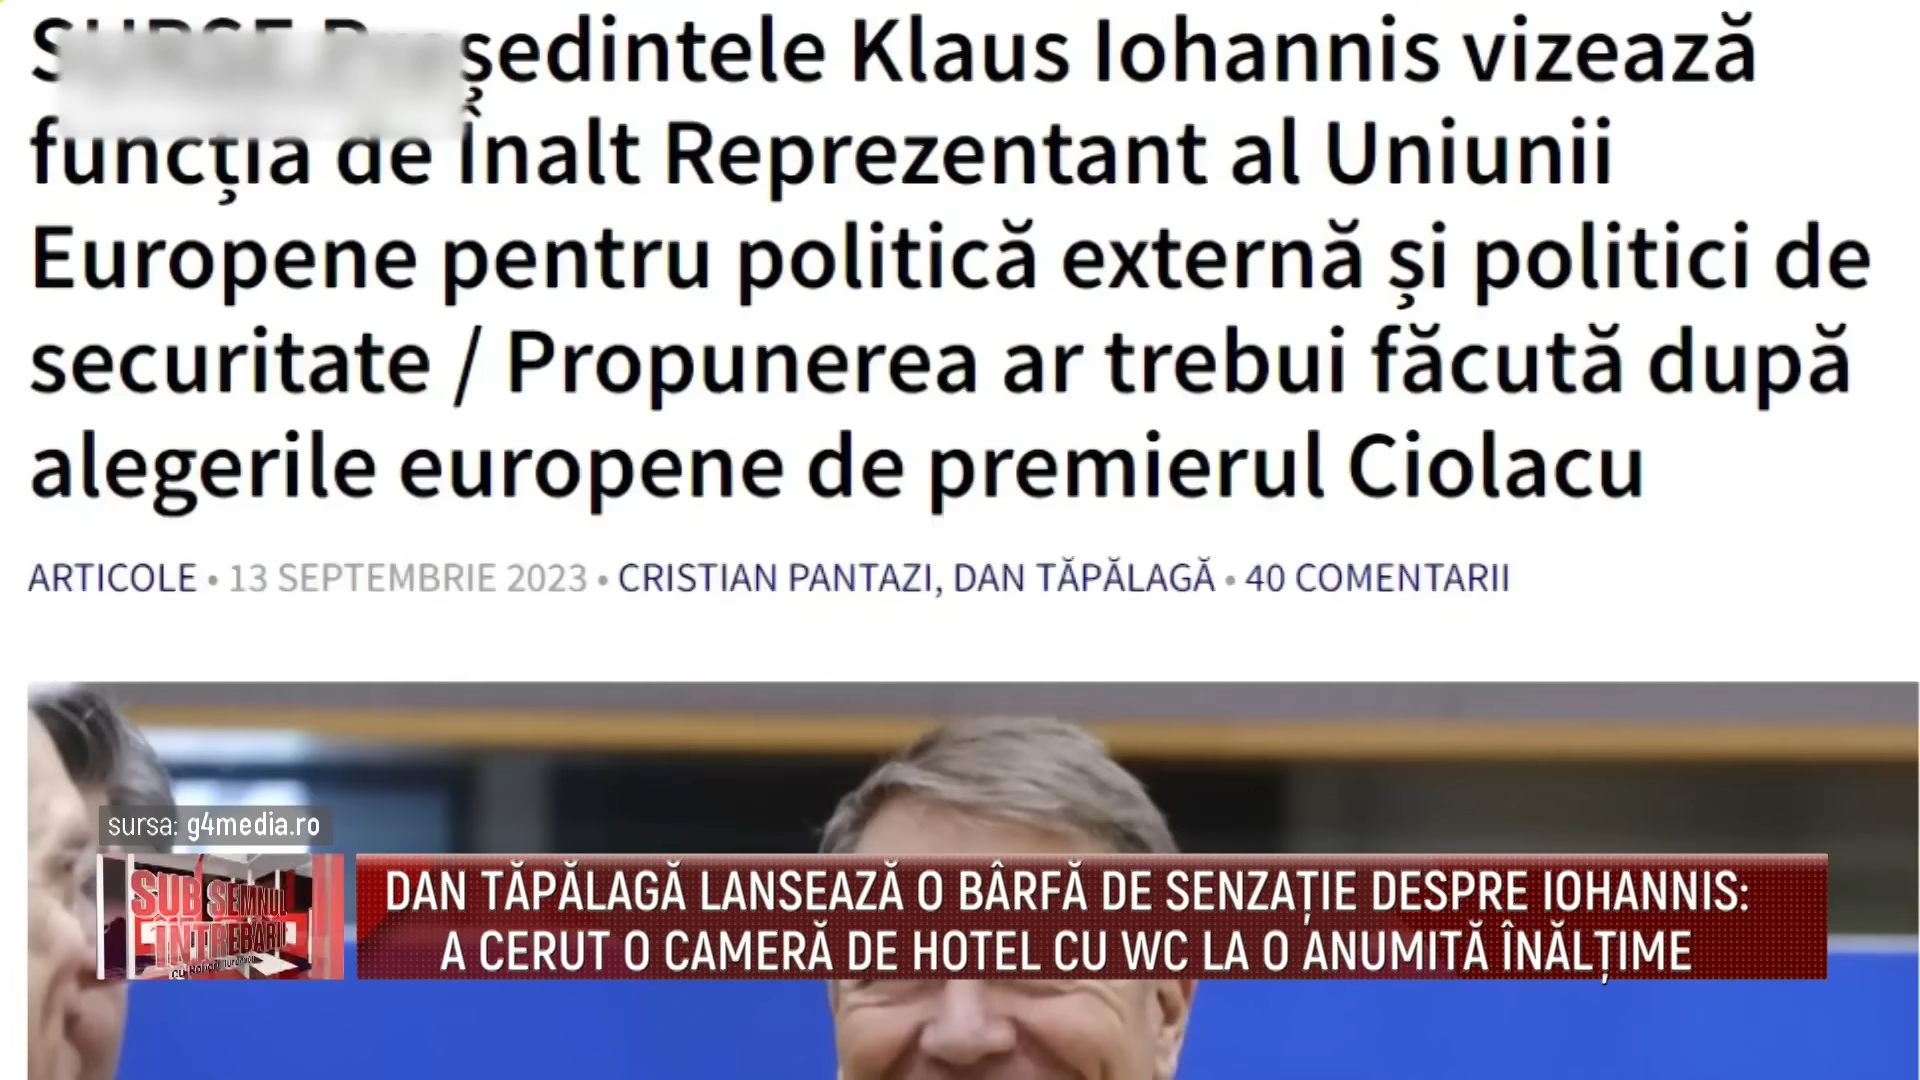 Președintele Klaus Iohannis vizează
funcția de Înalt Reprezentant al Uniunii
Europene pentru politică externă și politici de
securitate / Propunerea ar trebui făcută după
alegerile europene de premierul Ciolacu
ARTICOLE • 13 SEPTEMBRIE 2023 • CRISTIAN PANTAZI, DAN TĂPĂLAGĂ • 40 COMENTARII
sursa: g4media.ro
SUB SEMNUL
ÎNTREBĂRII
DAN TĂPĂLAGĂ LANSEAZĂ O BÂRFĂ DE SENZAȚIE DESPRE IOHANNIS:
A CERUT O CAMERĂ DE HOTEL CU WC LA O ANUMITĂ ÎNĂLȚIME